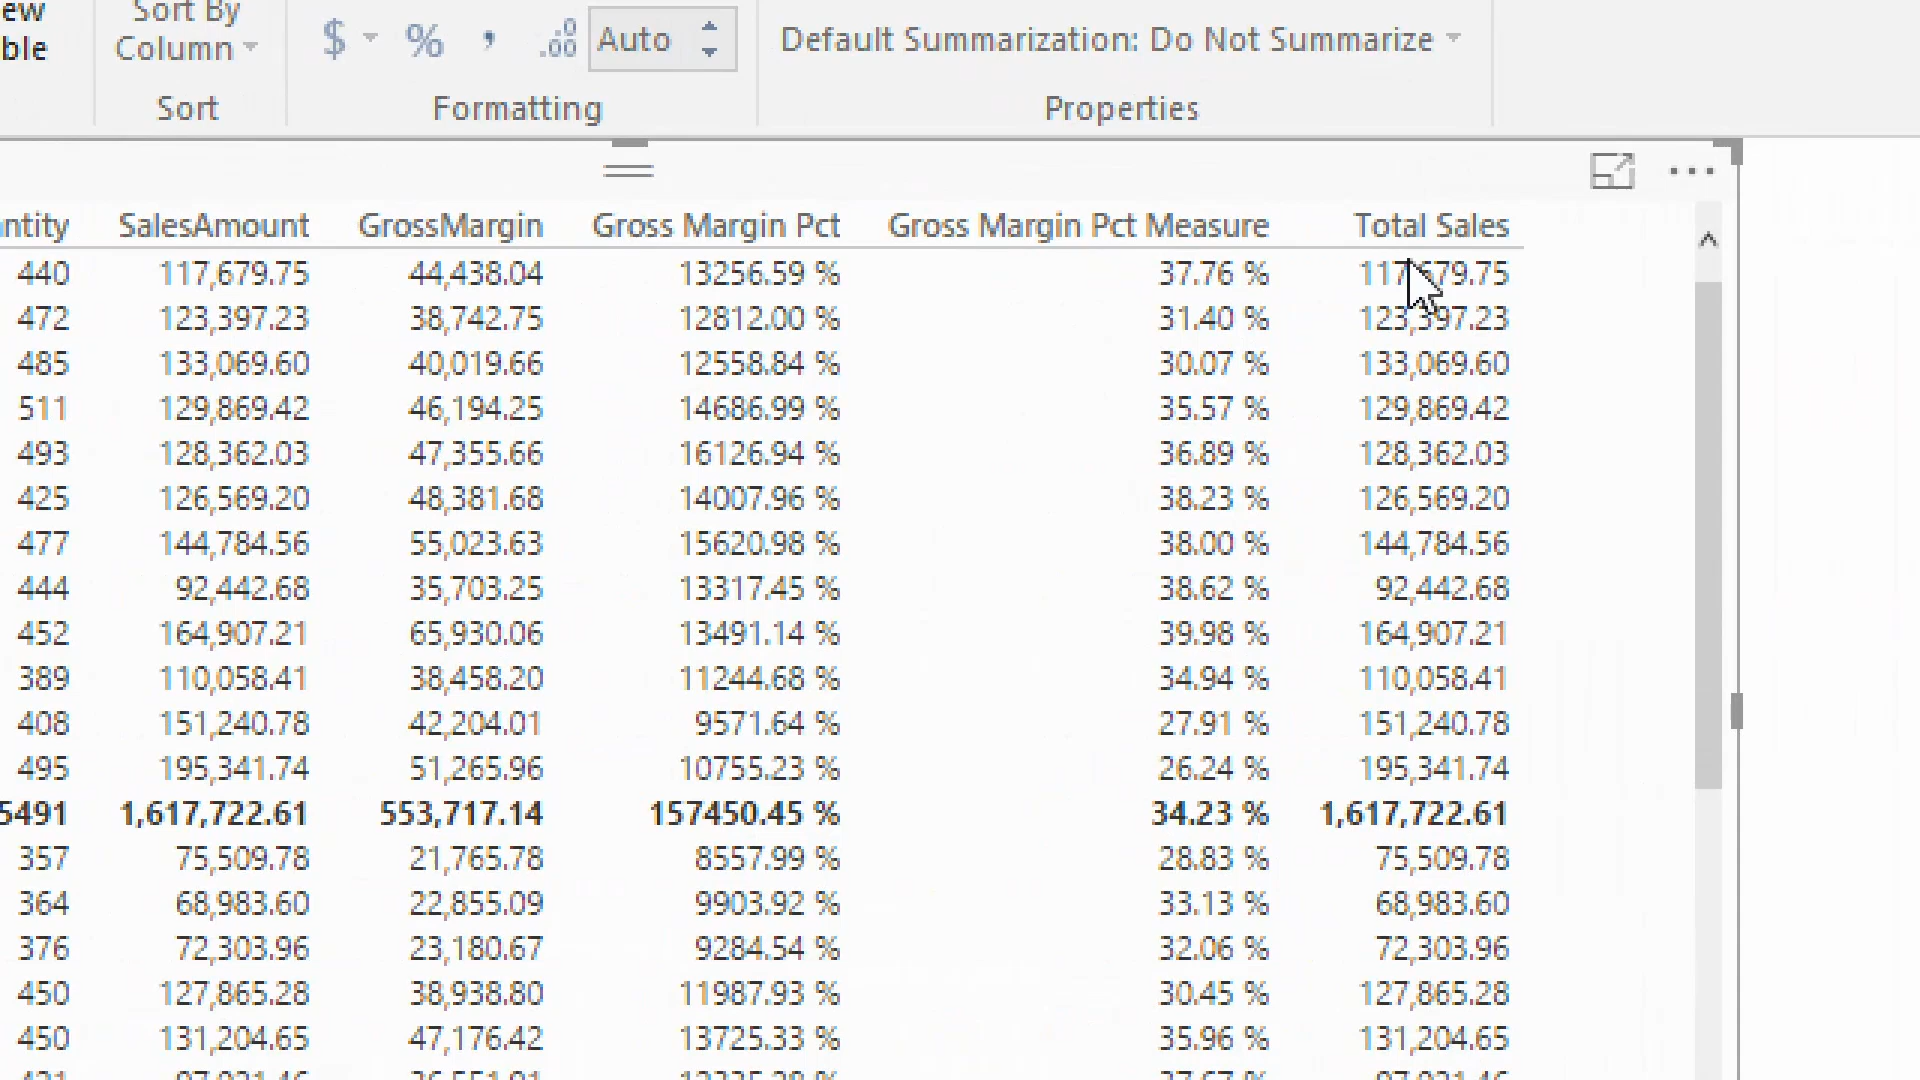 ew Sort By
ble Column $ % , .0 .00 Auto Default Summarization: Do Not Summarize
Sort Formatting Properties
ntity SalesAmount GrossMargin Gross Margin Pct Gross Margin Pct Measure Total Sales
440 117,679.75 44,438.04 13256.59 % 37.76 % 117,679.75
472 123,397.23 38,742.75 12812.00 % 31.40 % 123,397.23
485 133,069.60 40,019.66 12558.84 % 30.07 % 133,069.60
511 129,869.42 46,194.25 14686.99 % 35.57 % 129,869.42
493 128,362.03 47,355.66 16126.94 % 36.89 % 128,362.03
425 126,569.20 48,381.68 14007.96 % 38.23 % 126,569.20
477 144,784.56 55,023.63 15620.98 % 38.00 % 144,784.56
444 92,442.68 35,703.25 13317.45 % 38.62 % 92,442.68
452 164,907.21 65,930.06 13491.14 % 39.98 % 164,907.21
389 110,058.41 38,458.20 11244.68 % 34.94 % 110,058.41
408 151,240.78 42,204.01 9571.64 % 27.91 % 151,240.78
495 195,341.74 51,265.96 10755.23 % 26.24 % 195,341.74
5491 1,617,722.61 553,717.14 157450.45 % 34.23 % 1,617,722.61
357 75,509.78 21,765.78 8557.99 % 28.83 % 75,509.78
364 68,983.60 22,855.09 9903.92 % 33.13 % 68,983.60
376 72,303.96 23,180.67 9284.54 % 32.06 % 72,303.96
450 127,865.28 38,938.80 11987.93 % 30.45 % 127,865.28
450 131,204.65 47,176.42 13725.33 % 35.96 % 131,204.65